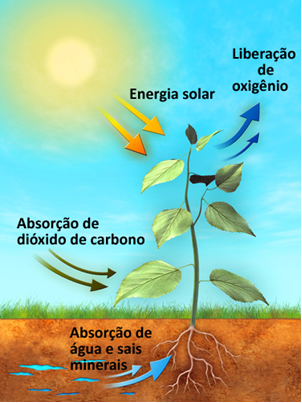 Liberação
de
oxigênio
Energia solar
Absorção de
dióxido de carbono
Absorção de
água e sais
minerais